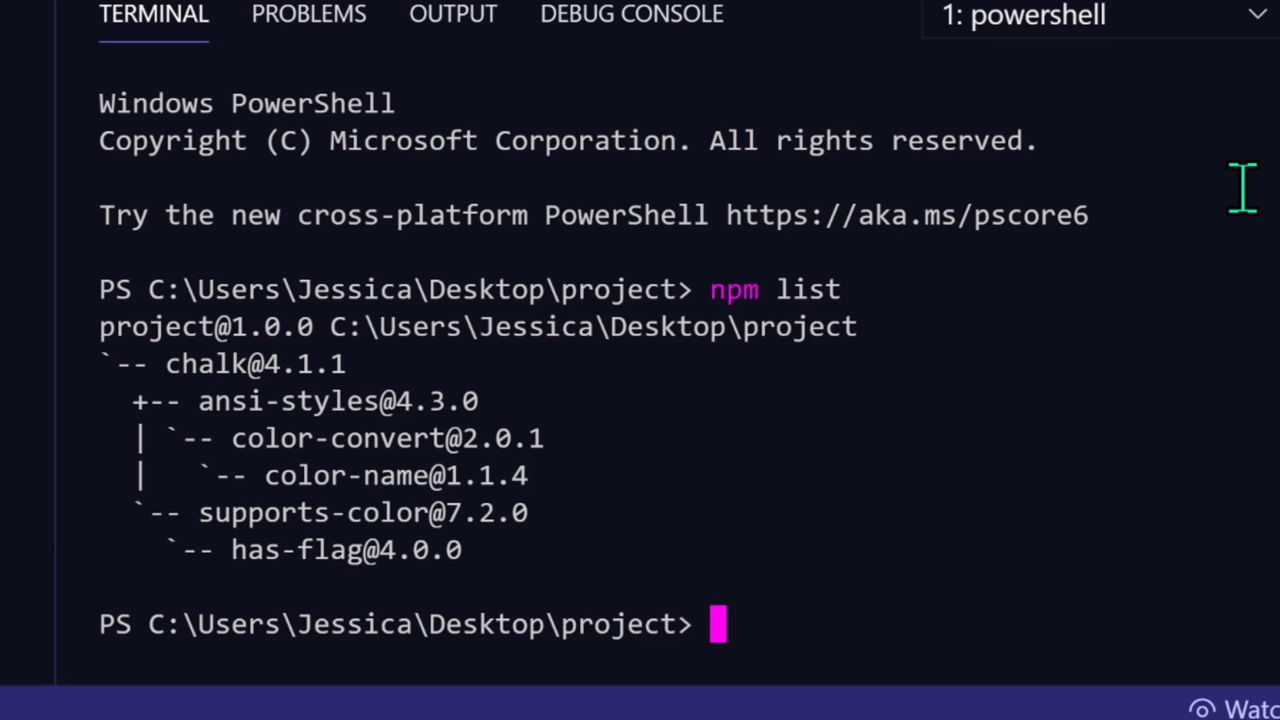 TERMINAL PROBLEMS OUTPUT DEBUG CONSOLE 1: powershell
Windows PowerShell
Copyright (C) Microsoft Corporation. All rights reserved.
Try the new cross-platform PowerShell https://aka.ms/pscore6
PS C:\Users\Jessica\Desktop\project> npm list
project@1.0.0 C:\Users\Jessica\Desktop\project
`-- chalk@4.1.1
  +-- ansi-styles@4.3.0
  | `-- color-convert@2.0.1
  |   `-- color-name@1.1.4
  `-- supports-color@7.2.0
    `-- has-flag@4.0.0
PS C:\Users\Jessica\Desktop\project>